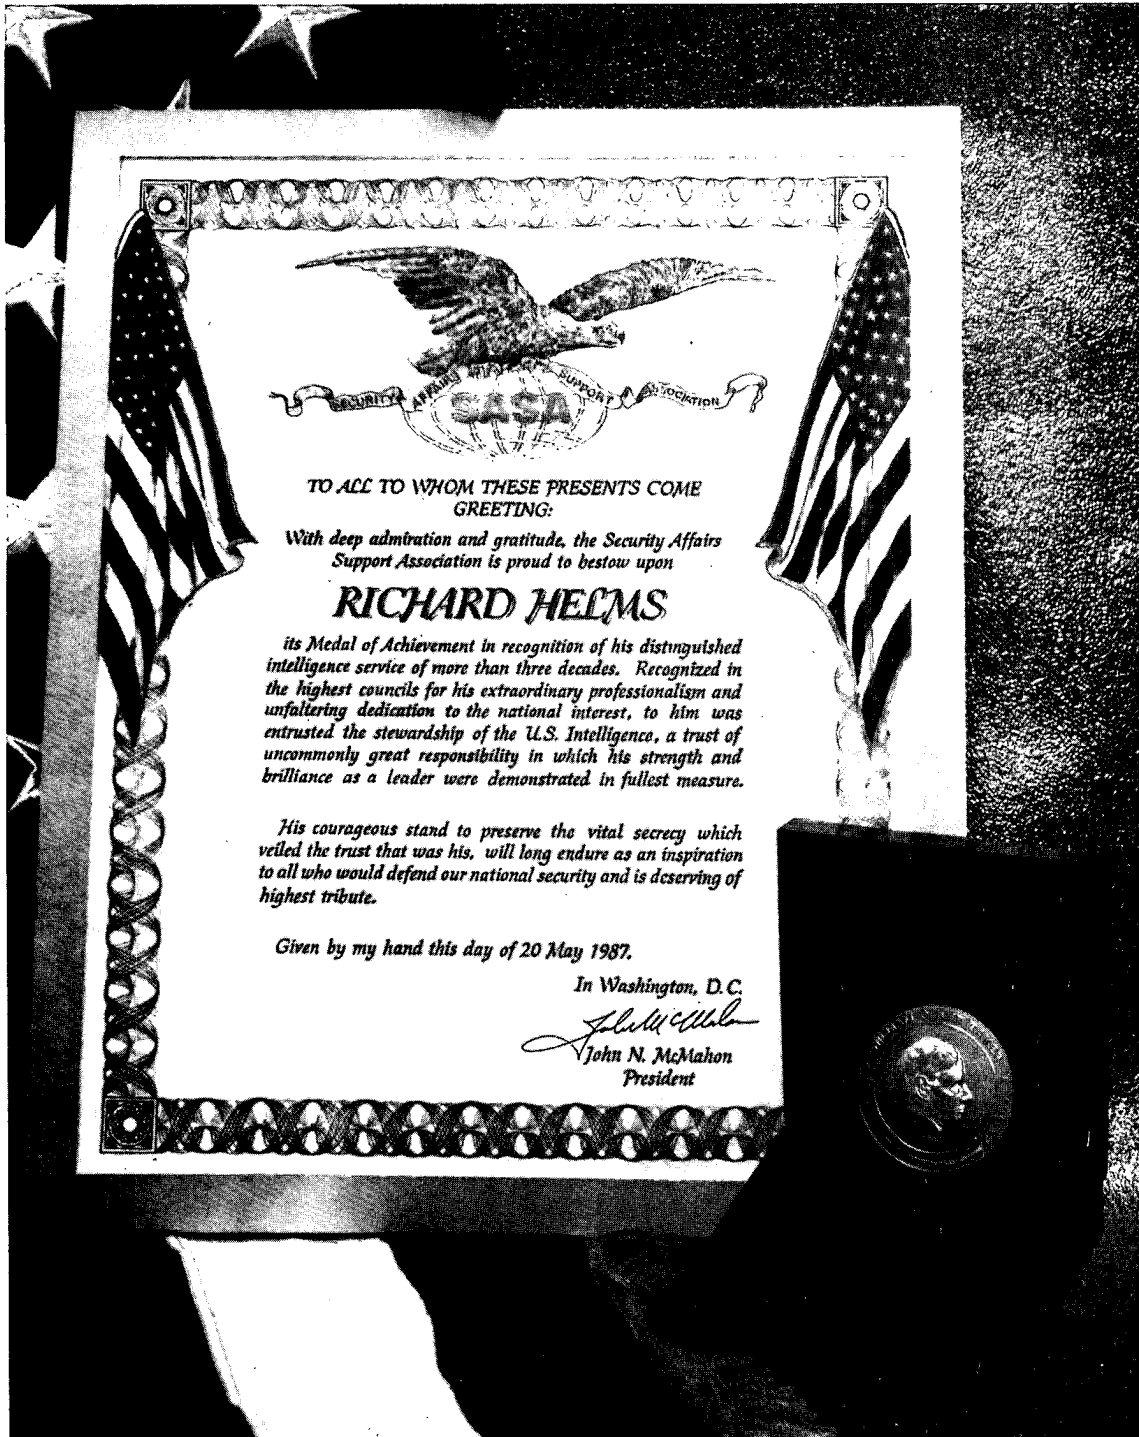 SECURITY AFFAIRS SUPPORT ASSOCIATION
SASA
TO ALL TO WHOM THESE PRESENTS COME
GREETING:
With deep admiration and gratitude, the Security Affairs
Support Association is proud to bestow upon
RICHARD HELMS
its Medal of Achievement in recognition of his distinguished
intelligence service of more than three decades. Recognized in
the highest councils for his extraordinary professionalism and
unfaltering dedication to the national interest, to him was
entrusted the stewardship of the U.S. Intelligence, a trust of
uncommonly great responsibility in which his strength and
brilliance as a leader were demonstrated in fullest measure.
His courageous stand to preserve the vital secrecy which
veiled the trust that was his, will long endure as an inspiration
to all who would defend our national security and is deserving of
highest tribute.
Given by my hand this day of 20 May 1987.
In Washington, D.C.
John N. McMahon
President